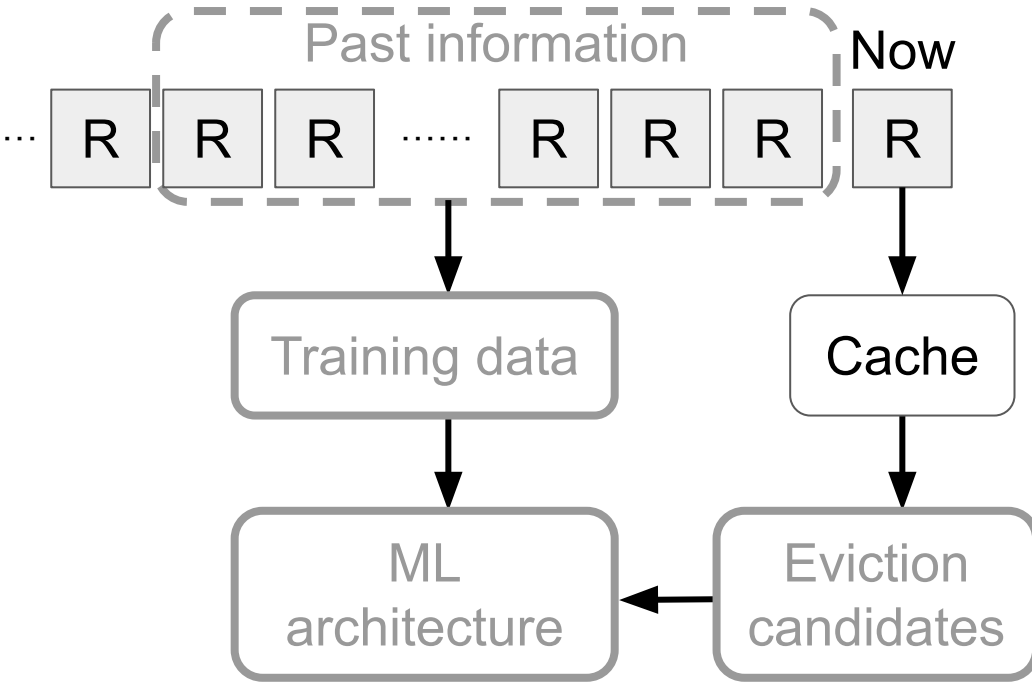 Past information
Now
... R R R ...... R R R R
Training data
Cache
ML
architecture
Eviction
candidates